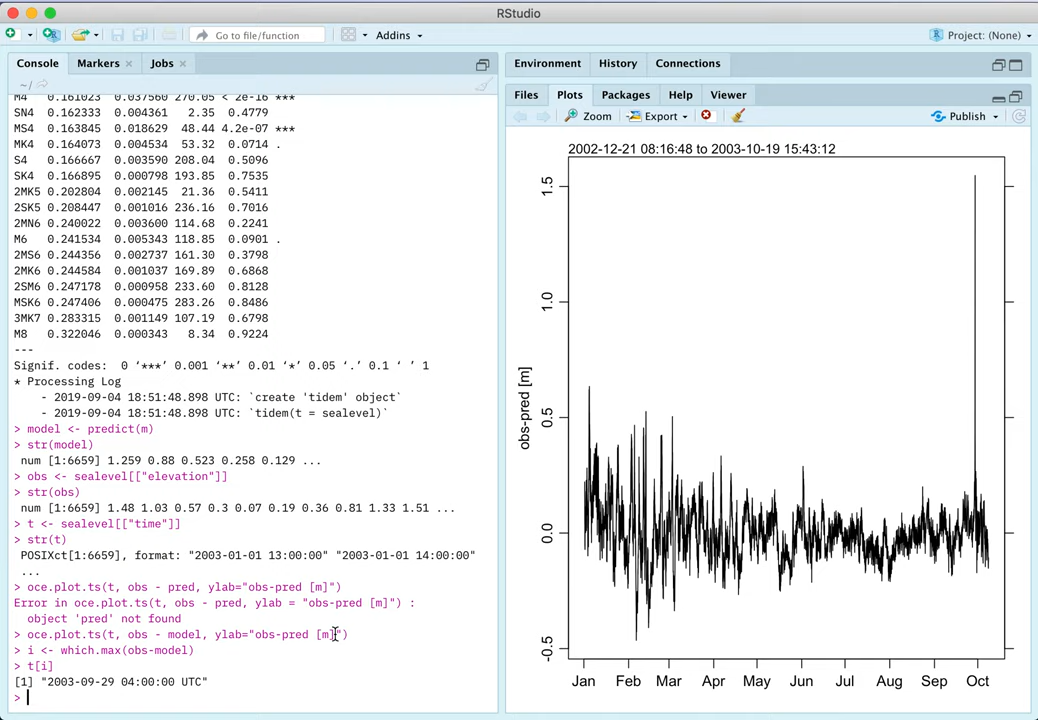 RStudio
Go to file/function
Addins
Project: (None)
Console Markers Jobs
~/
M4 0.161023 0.037560 270.05 < 2e-16 ***
SN4 0.162333 0.004361 2.35 0.4779
MS4 0.163845 0.018629 48.44 4.2e-07 ***
MK4 0.164073 0.004534 53.32 0.0714 .
S4 0.166667 0.003590 208.04 0.5096
SK4 0.166895 0.000798 193.85 0.7535
2MK5 0.202804 0.002145 21.36 0.5411
2SK5 0.208447 0.001016 236.16 0.7016
2MN6 0.240022 0.003600 114.68 0.2241
M6 0.241534 0.005343 118.85 0.0901 .
2MS6 0.244356 0.002737 161.30 0.3798
2MK6 0.244584 0.001037 169.89 0.6868
2SM6 0.247178 0.000958 233.60 0.8128
MSK6 0.247406 0.000475 283.26 0.8486
3MK7 0.283315 0.001149 107.19 0.6798
M8 0.322046 0.000343 8.34 0.9224
---
Signif. codes: 0 ‘***’ 0.001 ‘**’ 0.01 ‘*’ 0.05 ‘.’ 0.1 ‘ ’ 1
* Processing Log
- 2019-09-04 18:51:48.898 UTC: `create 'tidem' object`
- 2019-09-04 18:51:48.898 UTC: `tidem(t = sealevel)`
> model <- predict(m)
> str(model)
num [1:6659] 1.259 0.88 0.523 0.258 0.129 ...
> obs <- sealevel[["elevation"]]
> str(obs)
num [1:6659] 1.48 1.03 0.57 0.3 0.07 0.19 0.36 0.81 1.33 1.51 ...
> t <- sealevel[["time"]]
> str(t)
POSIXct[1:6659], format: "2003-01-01 13:00:00" "2003-01-01 14:00:00"
...
> oce.plot.ts(t, obs - pred, ylab="obs-pred [m]")
Error in oce.plot.ts(t, obs - pred, ylab = "obs-pred [m]") :
object 'pred' not found
> oce.plot.ts(t, obs - model, ylab="obs-pred [m]")
> i <- which.max(obs-model)
> t[i]
[1] "2003-09-29 04:00:00 UTC"
>
Environment History Connections
Files Plots Packages Help Viewer
Zoom Export Publish
2002-12-21 08:16:48 to 2003-10-19 15:43:12
obs-pred [m]
1.5
1.0
0.5
0.0
-0.5
Jan Feb Mar Apr May Jun Jul Aug Sep Oct